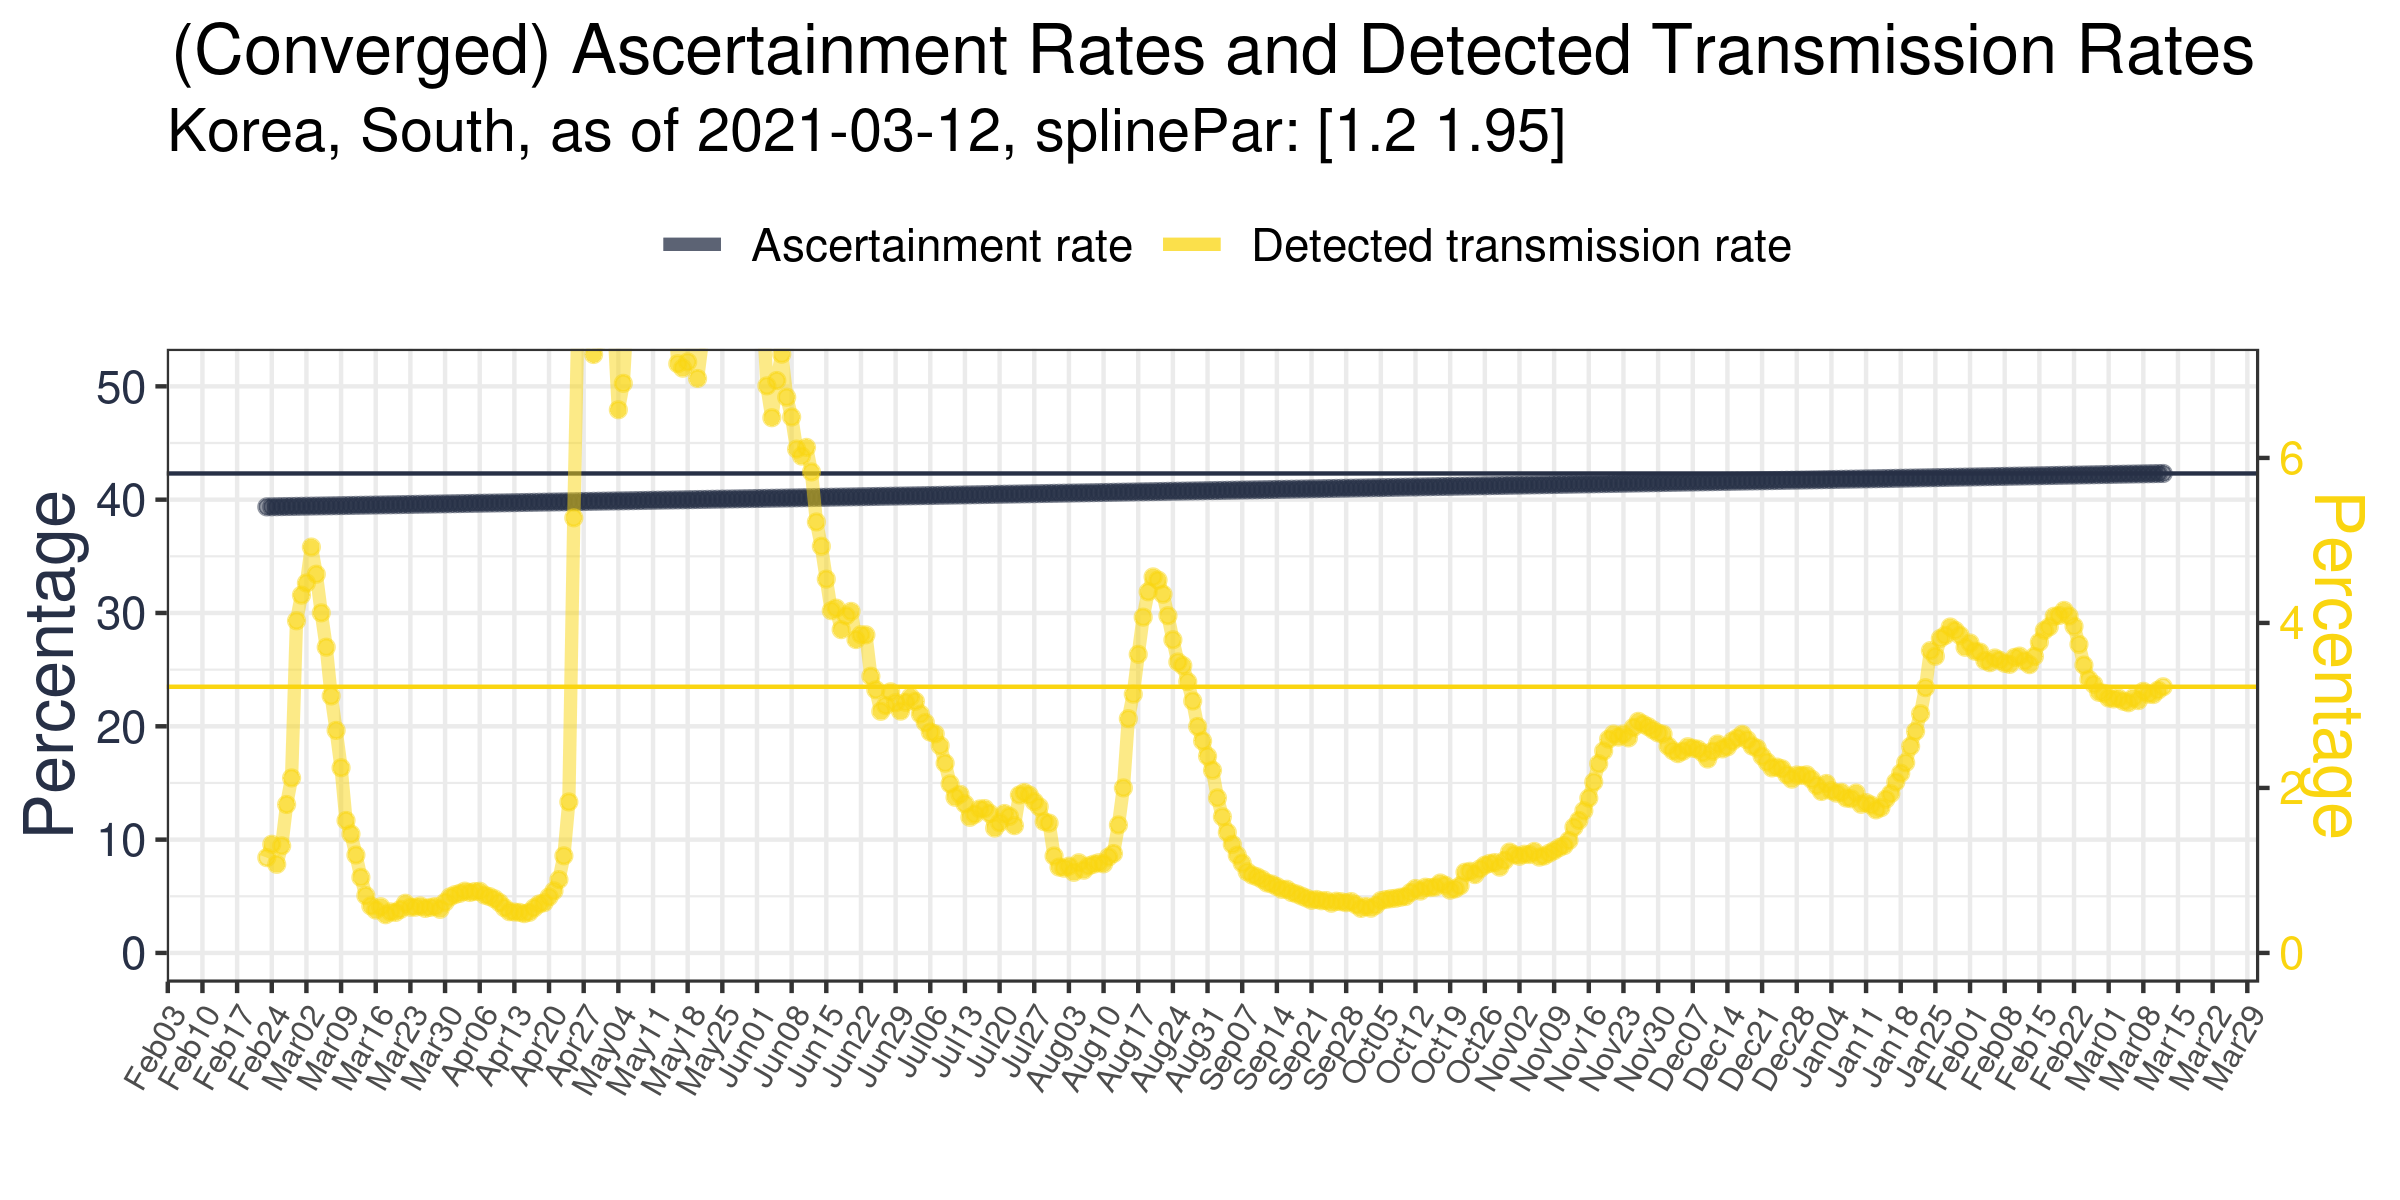 (Converged) Ascertainment Rates and Detected Transmission Rates
Korea, South, as of 2021-03-12, splinePar: [1.2 1.95]
Ascertainment rate Detected transmission rate
Percentage
50
40
30
20
10
0
6
4
2
0
Percentage
Feb03 Feb10 Feb17 Feb24 Mar02 Mar09 Mar16 Mar23 Mar30 Apr06 Apr13 Apr20 Apr27 May04 May11 May18 May25 Jun01 Jun08 Jun15 Jun22 Jun29 Jul06 Jul13 Jul20 Jul27 Aug03 Aug10 Aug17 Aug24 Aug31 Sep07 Sep14 Sep21 Sep28 Oct05 Oct12 Oct19 Oct26 Nov02 Nov09 Nov16 Nov23 Nov30 Dec07 Dec14 Dec21 Dec28 Jan04 Jan11 Jan18 Jan25 Feb01 Feb08 Feb15 Feb22 Mar01 Mar08 Mar15 Mar22 Mar29